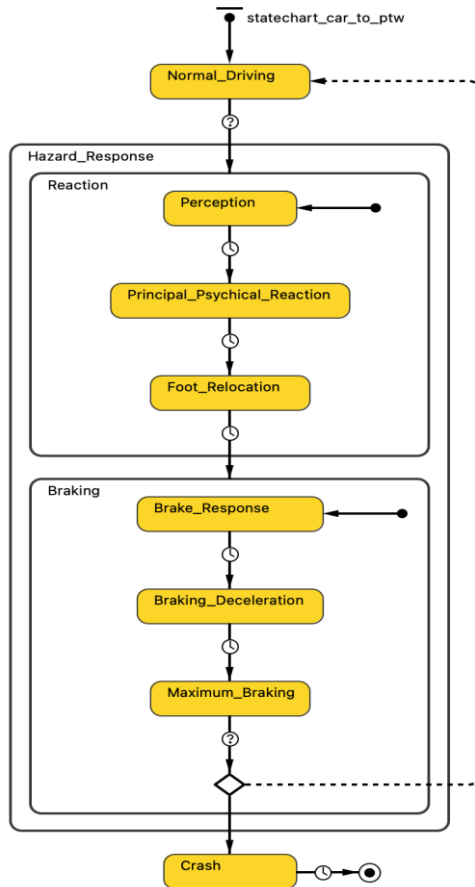 statechart_car_to_ptw
Normal_Driving
?
Hazard_Response
Reaction
Perception
Principal_Psychical_Reaction
Foot_Relocation
Braking
Brake_Response
Braking_Deceleration
Maximum_Braking
?
Crash